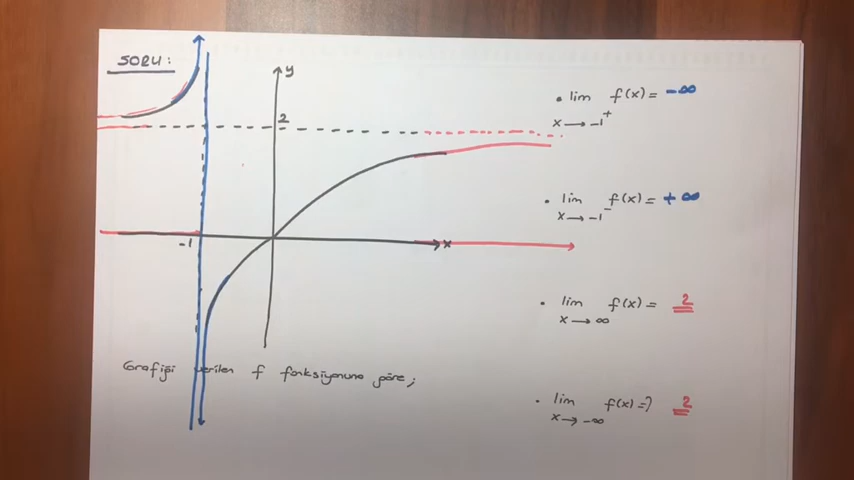 SORU:
y
2
-1
x
Grafiği verilen f fonksiyonuna göre;
• lim f(x) = -∞
x → -1⁺
• lim f(x) = +∞
x → -1⁻
• lim f(x) = 2
x → ∞
• lim f(x) = ? 2
x → -∞